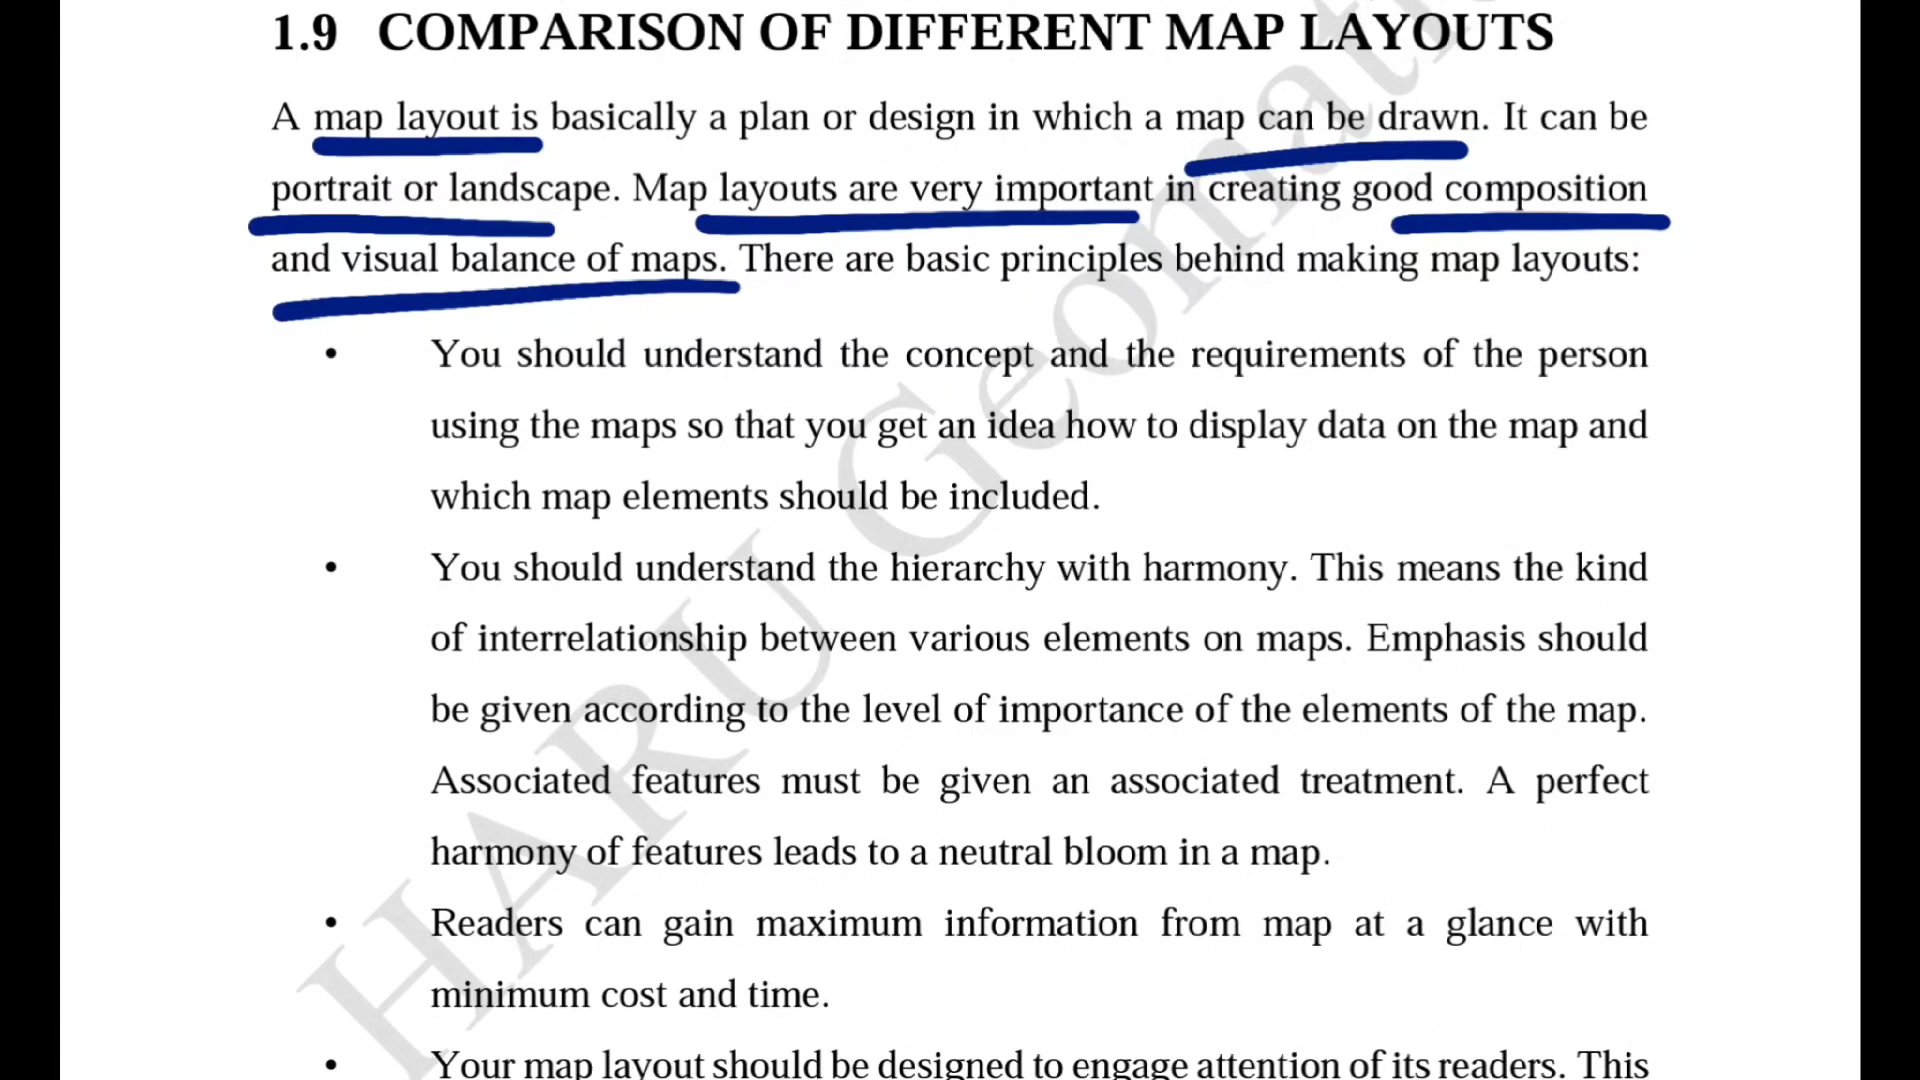 1.9 COMPARISON OF DIFFERENT MAP LAYOUTS
A map layout is basically a plan or design in which a map can be drawn. It can be
portrait or landscape. Map layouts are very important in creating good composition
and visual balance of maps. There are basic principles behind making map layouts:
• You should understand the concept and the requirements of the person
using the maps so that you get an idea how to display data on the map and
which map elements should be included.
• You should understand the hierarchy with harmony. This means the kind
of interrelationship between various elements on maps. Emphasis should
be given according to the level of importance of the elements of the map.
Associated features must be given an associated treatment. A perfect
harmony of features leads to a neutral bloom in a map.
• Readers can gain maximum information from map at a glance with
minimum cost and time.
• Your map layout should be designed to engage attention of its readers. This
HARU Geomati